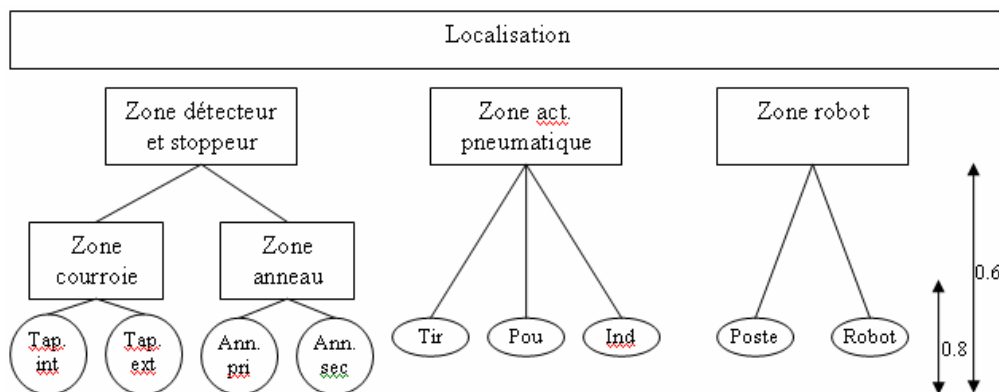 Localisation
Zone détecteur
et stoppeur
Zone act.
pneumatique
Zone robot
Zone
courroie
Zone
anneau
0.6
Tap.
int
Tap.
ext
Ann.
pri
Ann.
sec
Tir
Pou
Ind
Poste
Robot
0.8